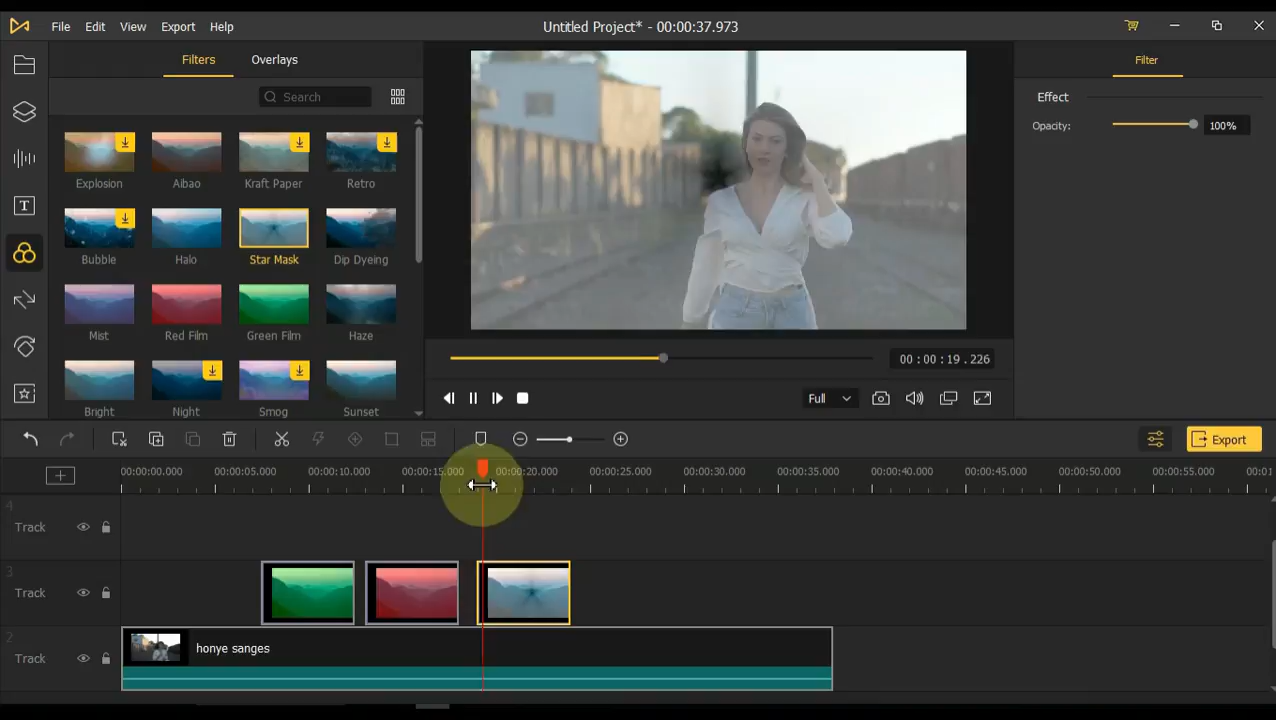 File Edit View Export Help
Untitled Project* - 00:00:37.973
Filters Overlays
Search
Explosion Aibao Kraft Paper Retro
Bubble Halo Star Mask Dip Dyeing
Mist Red Film Green Film Haze
Bright Night Smog Sunset
Filter
Effect
Opacity: 100%
00 : 00 : 19 . 226
Full
Export
00:00:00.000 00:00:05.000 00:00:10.000 00:00:15.000 00:00:20.000 00:00:25.000 00:00:30.000 00:00:35.000 00:00:40.000 00:00:45.000 00:00:50.000 00:00:55.000 00:01
4
Track
3
Track
2
Track
honye sanges